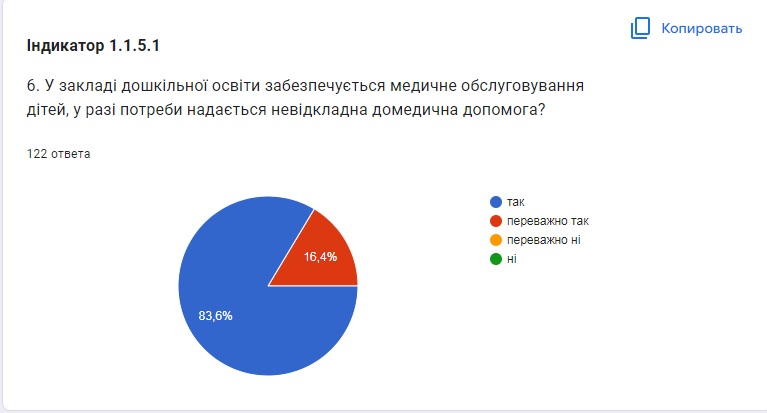 Копировать
Індикатор 1.1.5.1
6. У закладі дошкільної освіти забезпечується медичне обслуговування
дітей, у разі потреби надається невідкладна домедична допомога?
122 ответа
так
переважно так
переважно ні
ні
16,4%
83,6%